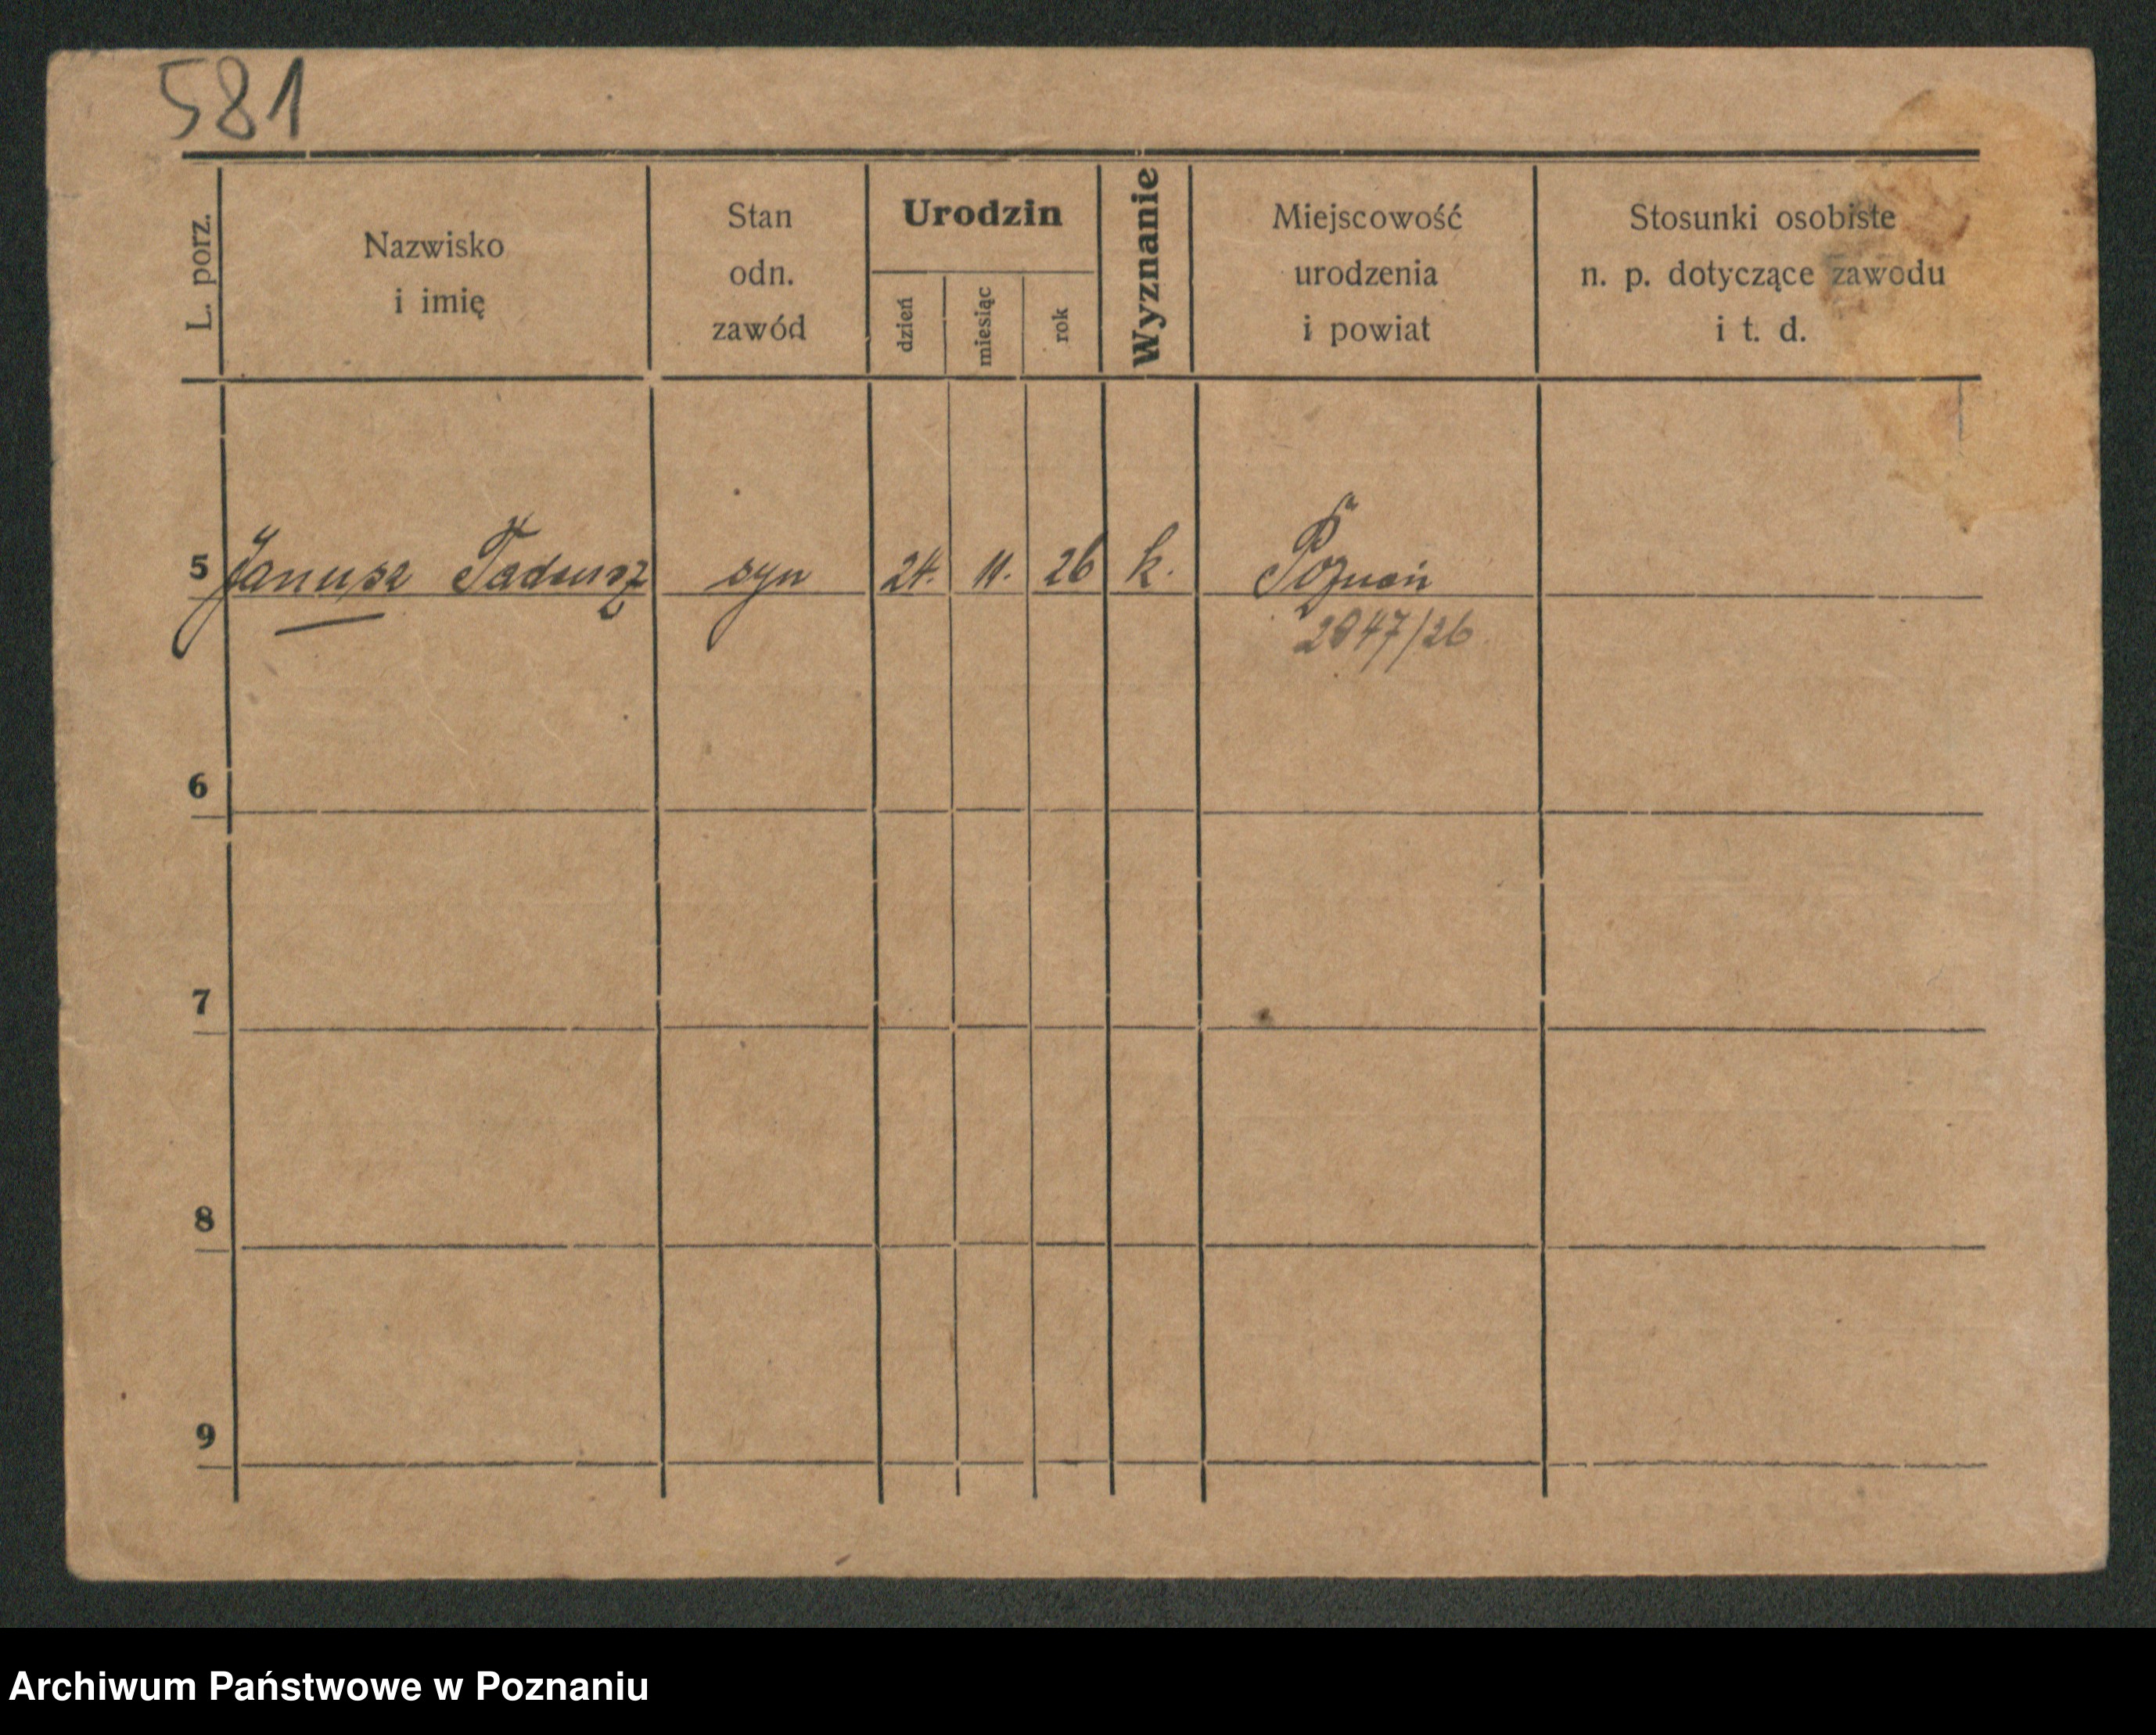 581
L. porz.
Nazwisko
i imię
Stan
odn.
zawód
Urodzin
dzień
miesiąc
rok
Wyznanie
Miejscowość
urodzenia
i powiat
Stosunki osobiste
n. p. dotyczące zawodu
i t. d.
5 Janusz Tadeusz syn 24. 11. 26 k. Poznań
2947/26
6
7
8
9
Archiwum Państwowe w Poznaniu